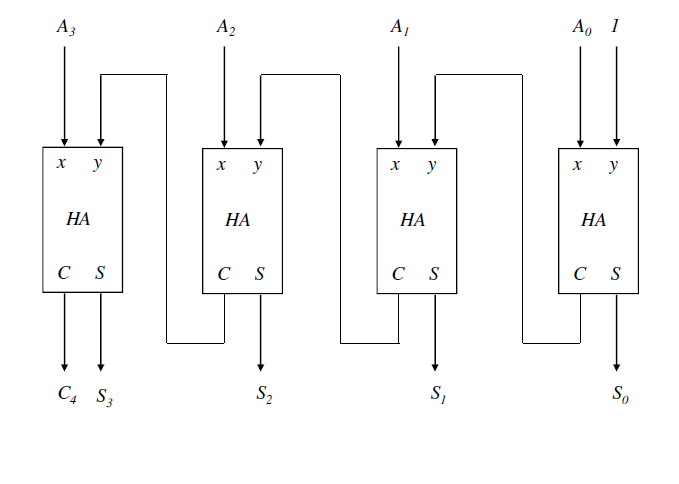 A3 A2 A1 A0 1
x y x y x y x y
HA HA HA HA
C S C S C S C S
C4 S3 S2 S1 S0